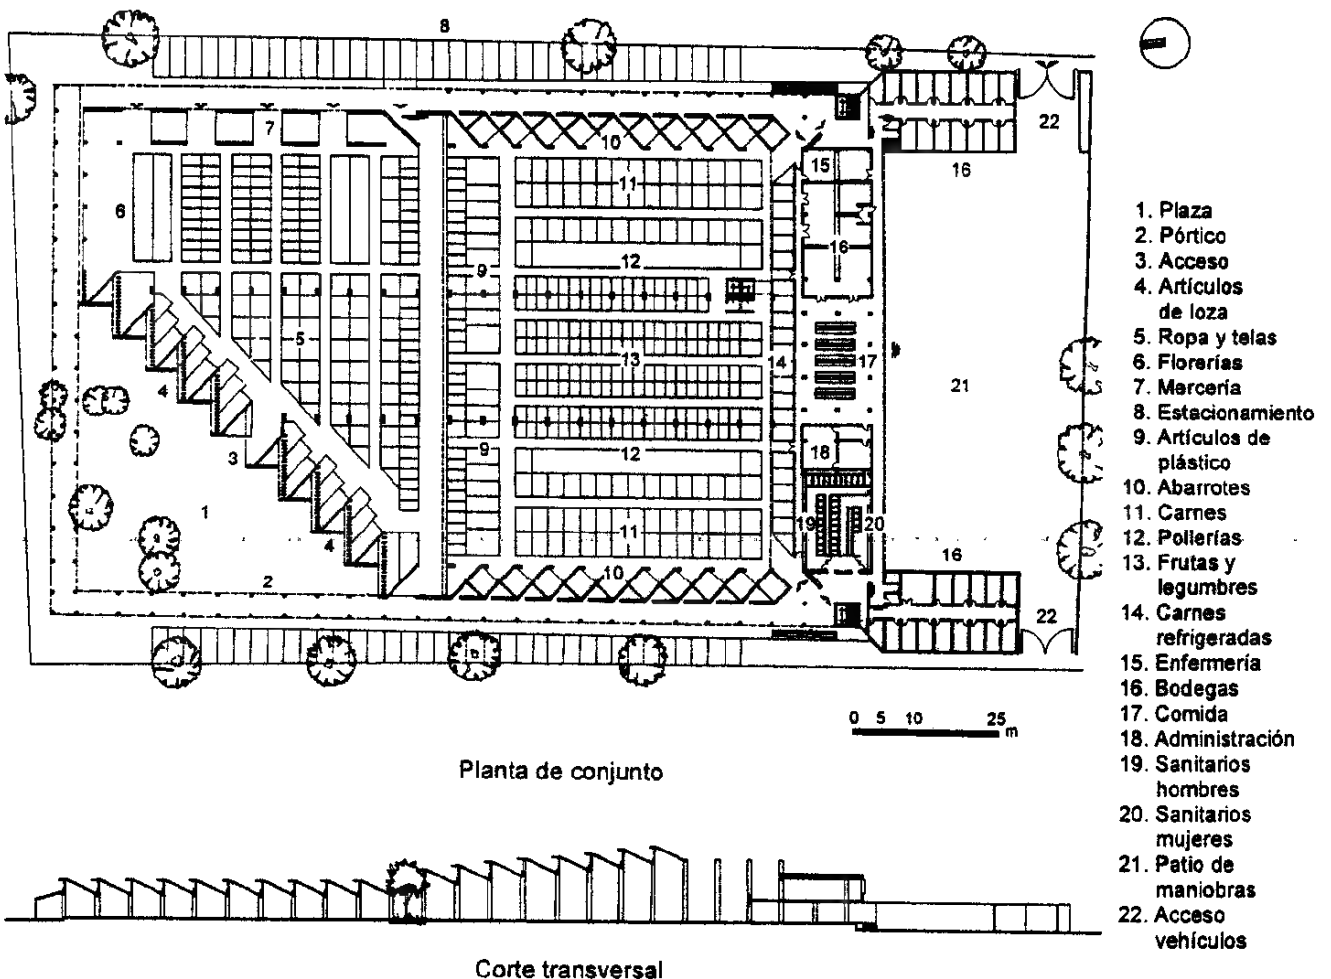 8
22
7
10
15
11
16
6
16
12
9
5
13
14
17
21
4
3
9
12
18
1
19
20
4
11
16
2
10
22
1. Plaza
2. Pórtico
3. Acceso
4. Artículos
de loza
5. Ropa y telas
6. Florerías
7. Mercería
8. Estacionamiento
9. Artículos de
plástico
10. Abarrotes
11. Carnes
12. Pollerías
13. Frutas y
legumbres
14. Carnes
refrigeradas
15. Enfermería
16. Bodegas
17. Comida
18. Administración
19. Sanitarios
hombres
20. Sanitarios
mujeres
21. Patio de
maniobras
22. Acceso
vehículos
0 5 10 25
m
Planta de conjunto
Corte transversal